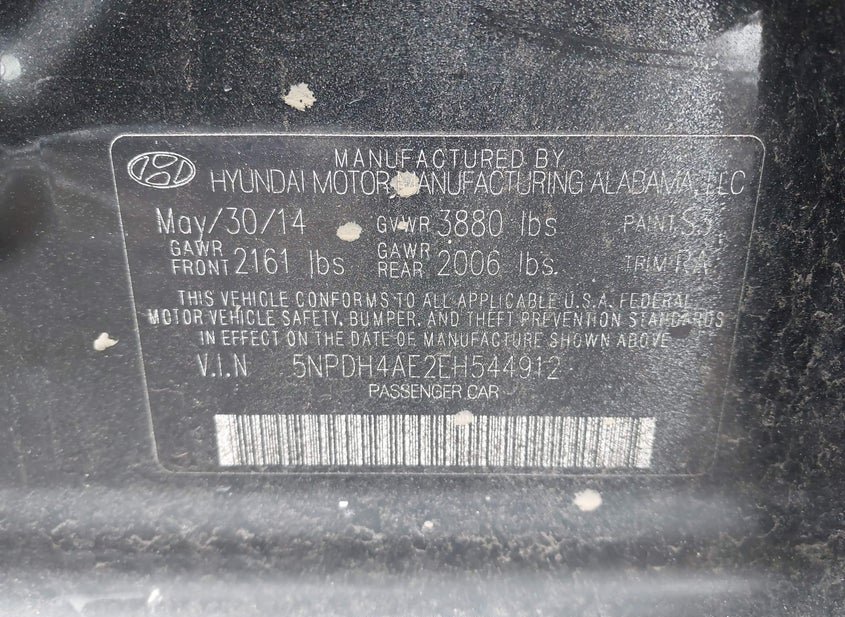 MANUFACTURED BY
HYUNDAI MOTOR MANUFACTURING ALABAMA, LLC
May/30/14 GVWR 3880 lbs PAINT S3
GAWR FRONT 2161 lbs GAWR REAR 2006 lbs. TRIM RA
THIS VEHICLE CONFORMS TO ALL APPLICABLE U.S.A. FEDERAL
MOTOR VEHICLE SAFETY, BUMPER, AND THEFT PREVENTION STANDARDS
IN EFFECT ON THE DATE OF MANUFACTURE SHOWN ABOVE
V.I.N 5NPDH4AE2EH544912
PASSENGER CAR